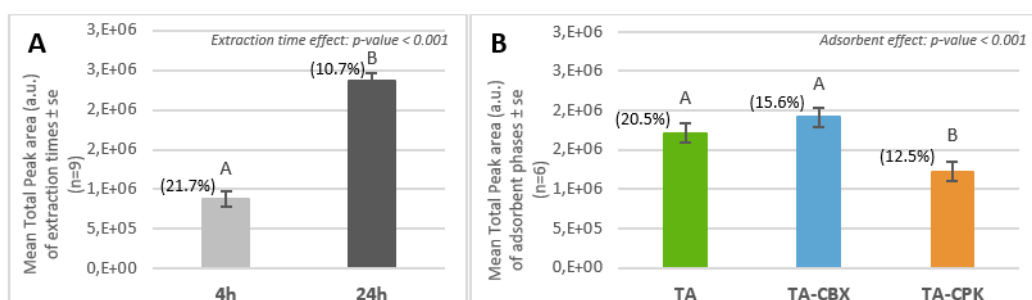 A
Extraction time effect: p-value < 0.001
Mean Total Peak area (a.u.)
of extraction times ± se
(n=9)
3,E+06
3,E+06
2,E+06
2,E+06
1,E+06
5,E+05
0,E+00
(21.7%)
A
(10.7%)
B
4h
24h
B
Adsorbent effect: p-value < 0.001
Mean Total Peak area (a.u.)
of adsorbent phases ± se
(n=6)
3,E+06
3,E+06
2,E+06
2,E+06
1,E+06
5,E+05
0,E+00
(20.5%)
A
(15.6%)
A
(12.5%)
B
TA
TA-CBX
TA-CPK